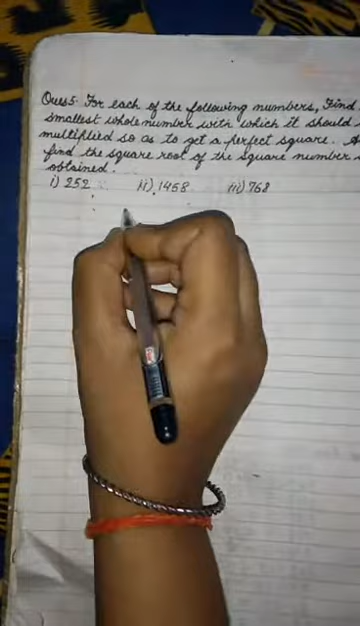 Ques5. For each of the following numbers, Find
smallest whole number with which it should
multiplied so as to get a perfect square. A
find the square root of the square number
obtained.
i) 252 ii) 1458 iii) 768